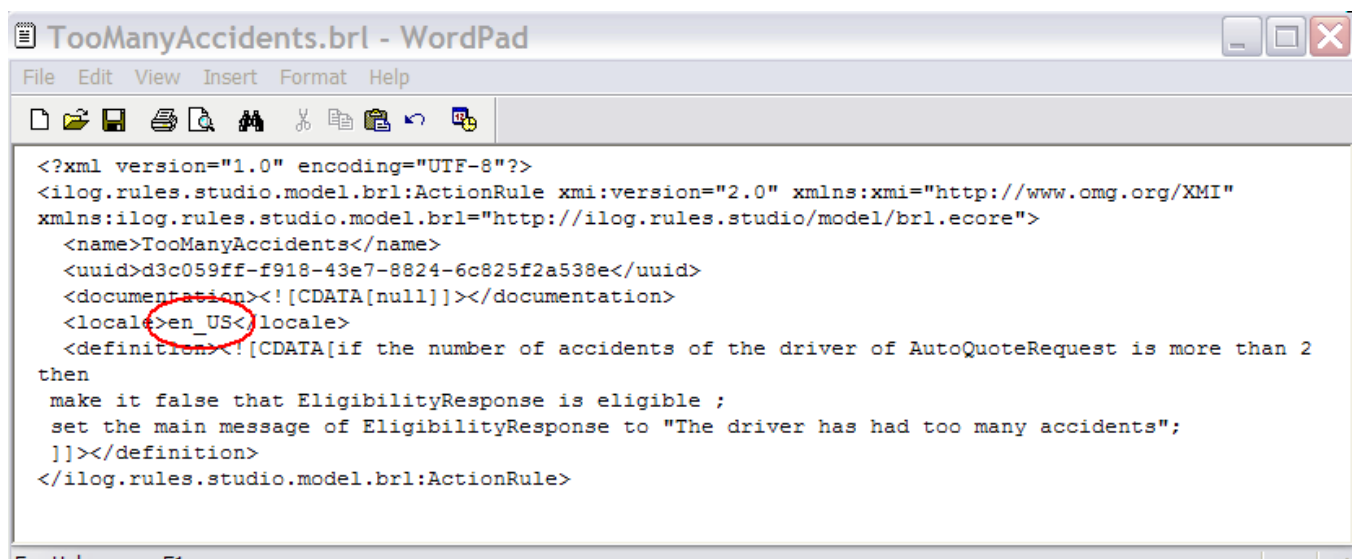 TooManyAccidents.brl - WordPad
File Edit View Insert Format Help
<?xml version="1.0" encoding="UTF-8"?>
<ilog.rules.studio.model.brl:ActionRule xmi:version="2.0" xmlns:xmi="http://www.omg.org/XMI"
xmlns:ilog.rules.studio.model.brl="http://ilog.rules.studio/model/brl.ecore">
<name>TooManyAccidents</name>
<uuid>d3c059ff-f918-43e7-8824-6c825f2a538e</uuid>
<documentation><![CDATA[null]]></documentation>
<locale>en_US</locale>
<definition><![CDATA[if the number of accidents of the driver of AutoQuoteRequest is more than 2
then
make it false that EligibilityResponse is eligible ;
set the main message of EligibilityResponse to "The driver has had too many accidents";
]]></definition>
</ilog.rules.studio.model.brl:ActionRule>